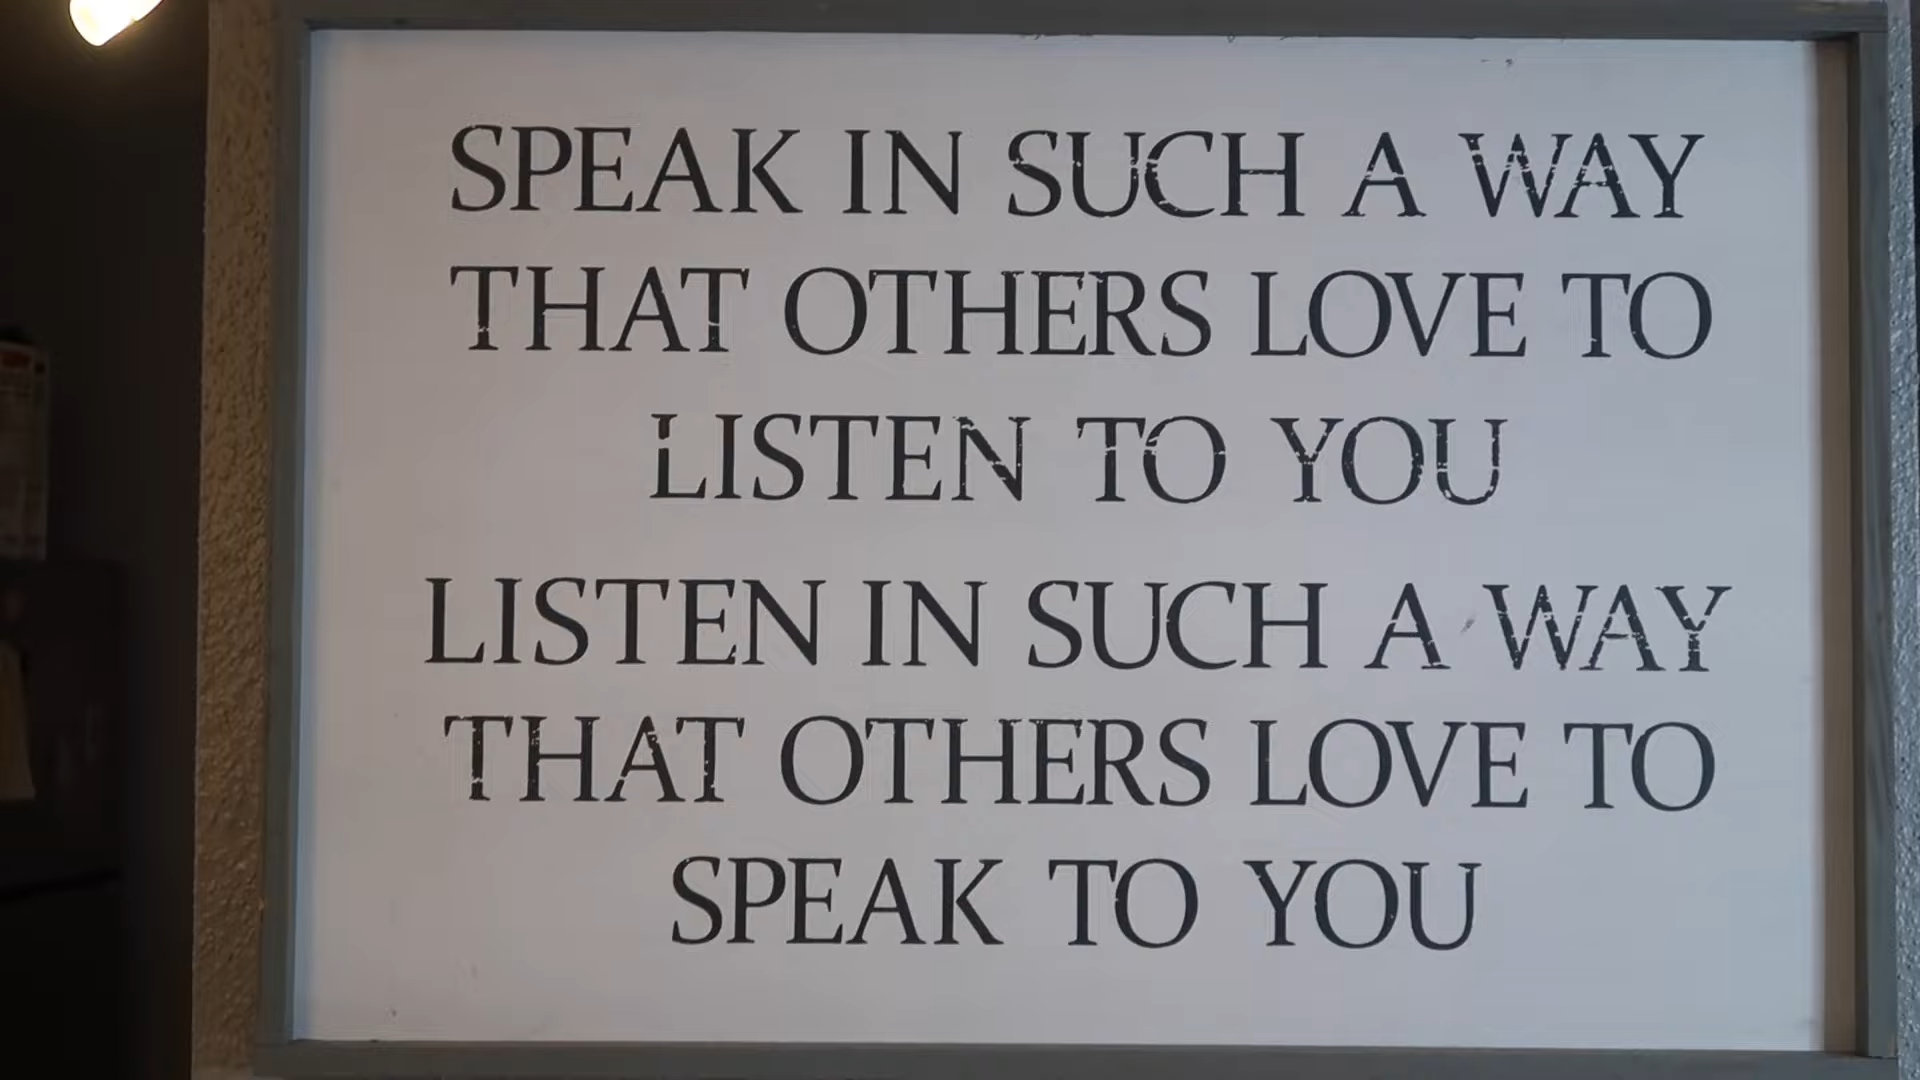 SPEAK IN SUCH A WAY
THAT OTHERS LOVE TO
LISTEN TO YOU
LISTEN IN SUCH A WAY
THAT OTHERS LOVE TO
SPEAK TO YOU